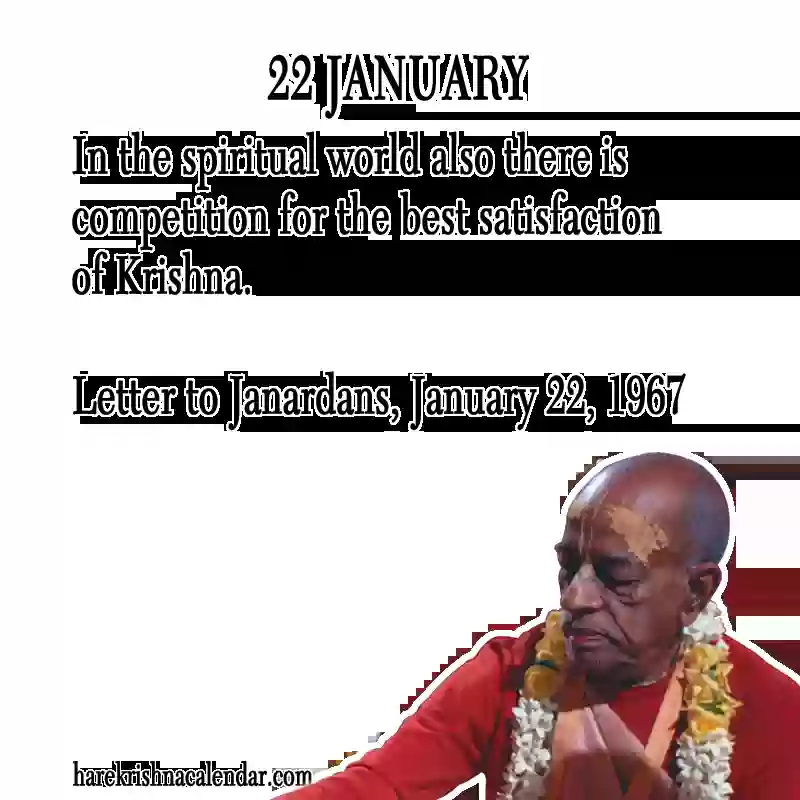 22 JANUARY
In the spiritual world also there is
competition for the best satisfaction
of Krishna.
Letter to Janardans, January 22, 1967
harekrishnacalendar.com